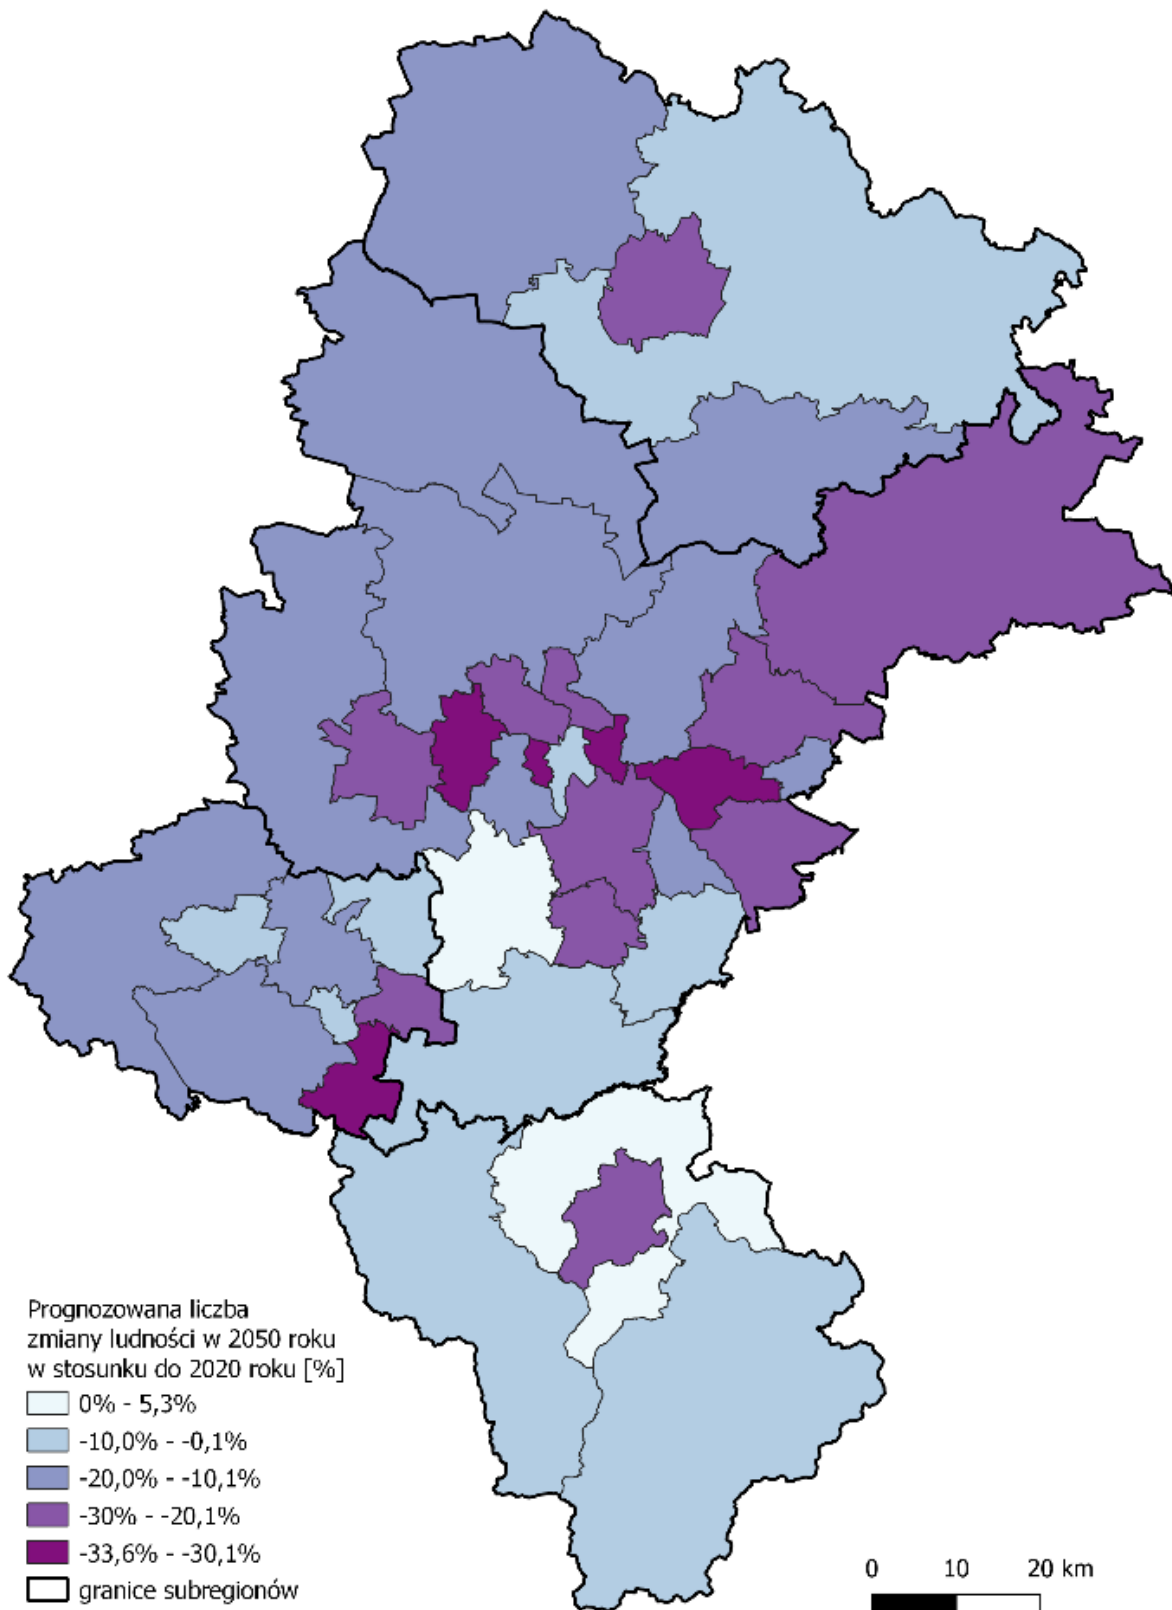 Prognozowana liczba
zmiany ludności w 2050 roku
w stosunku do 2020 roku [%]
0% - 5,3%
-10,0% - -0,1%
-20,0% - -10,1%
-30% - -20,1%
-33,6% - -30,1%
granice subregionów
0 10 20 km